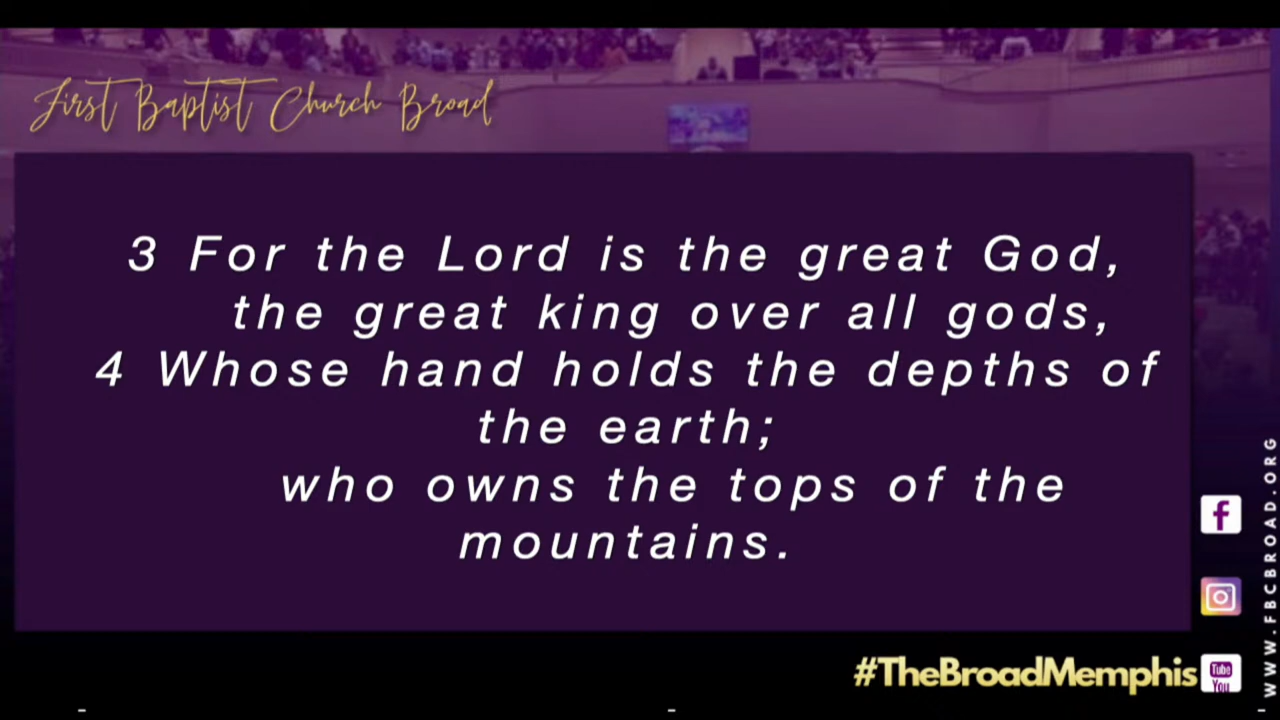 First Baptist Church Broad
3 For the Lord is the great God,
the great king over all gods,
4 Whose hand holds the depths of
the earth;
who owns the tops of the
mountains.
WWW.FBCBROAD.ORG
#TheBroadMemphis
Tube
You